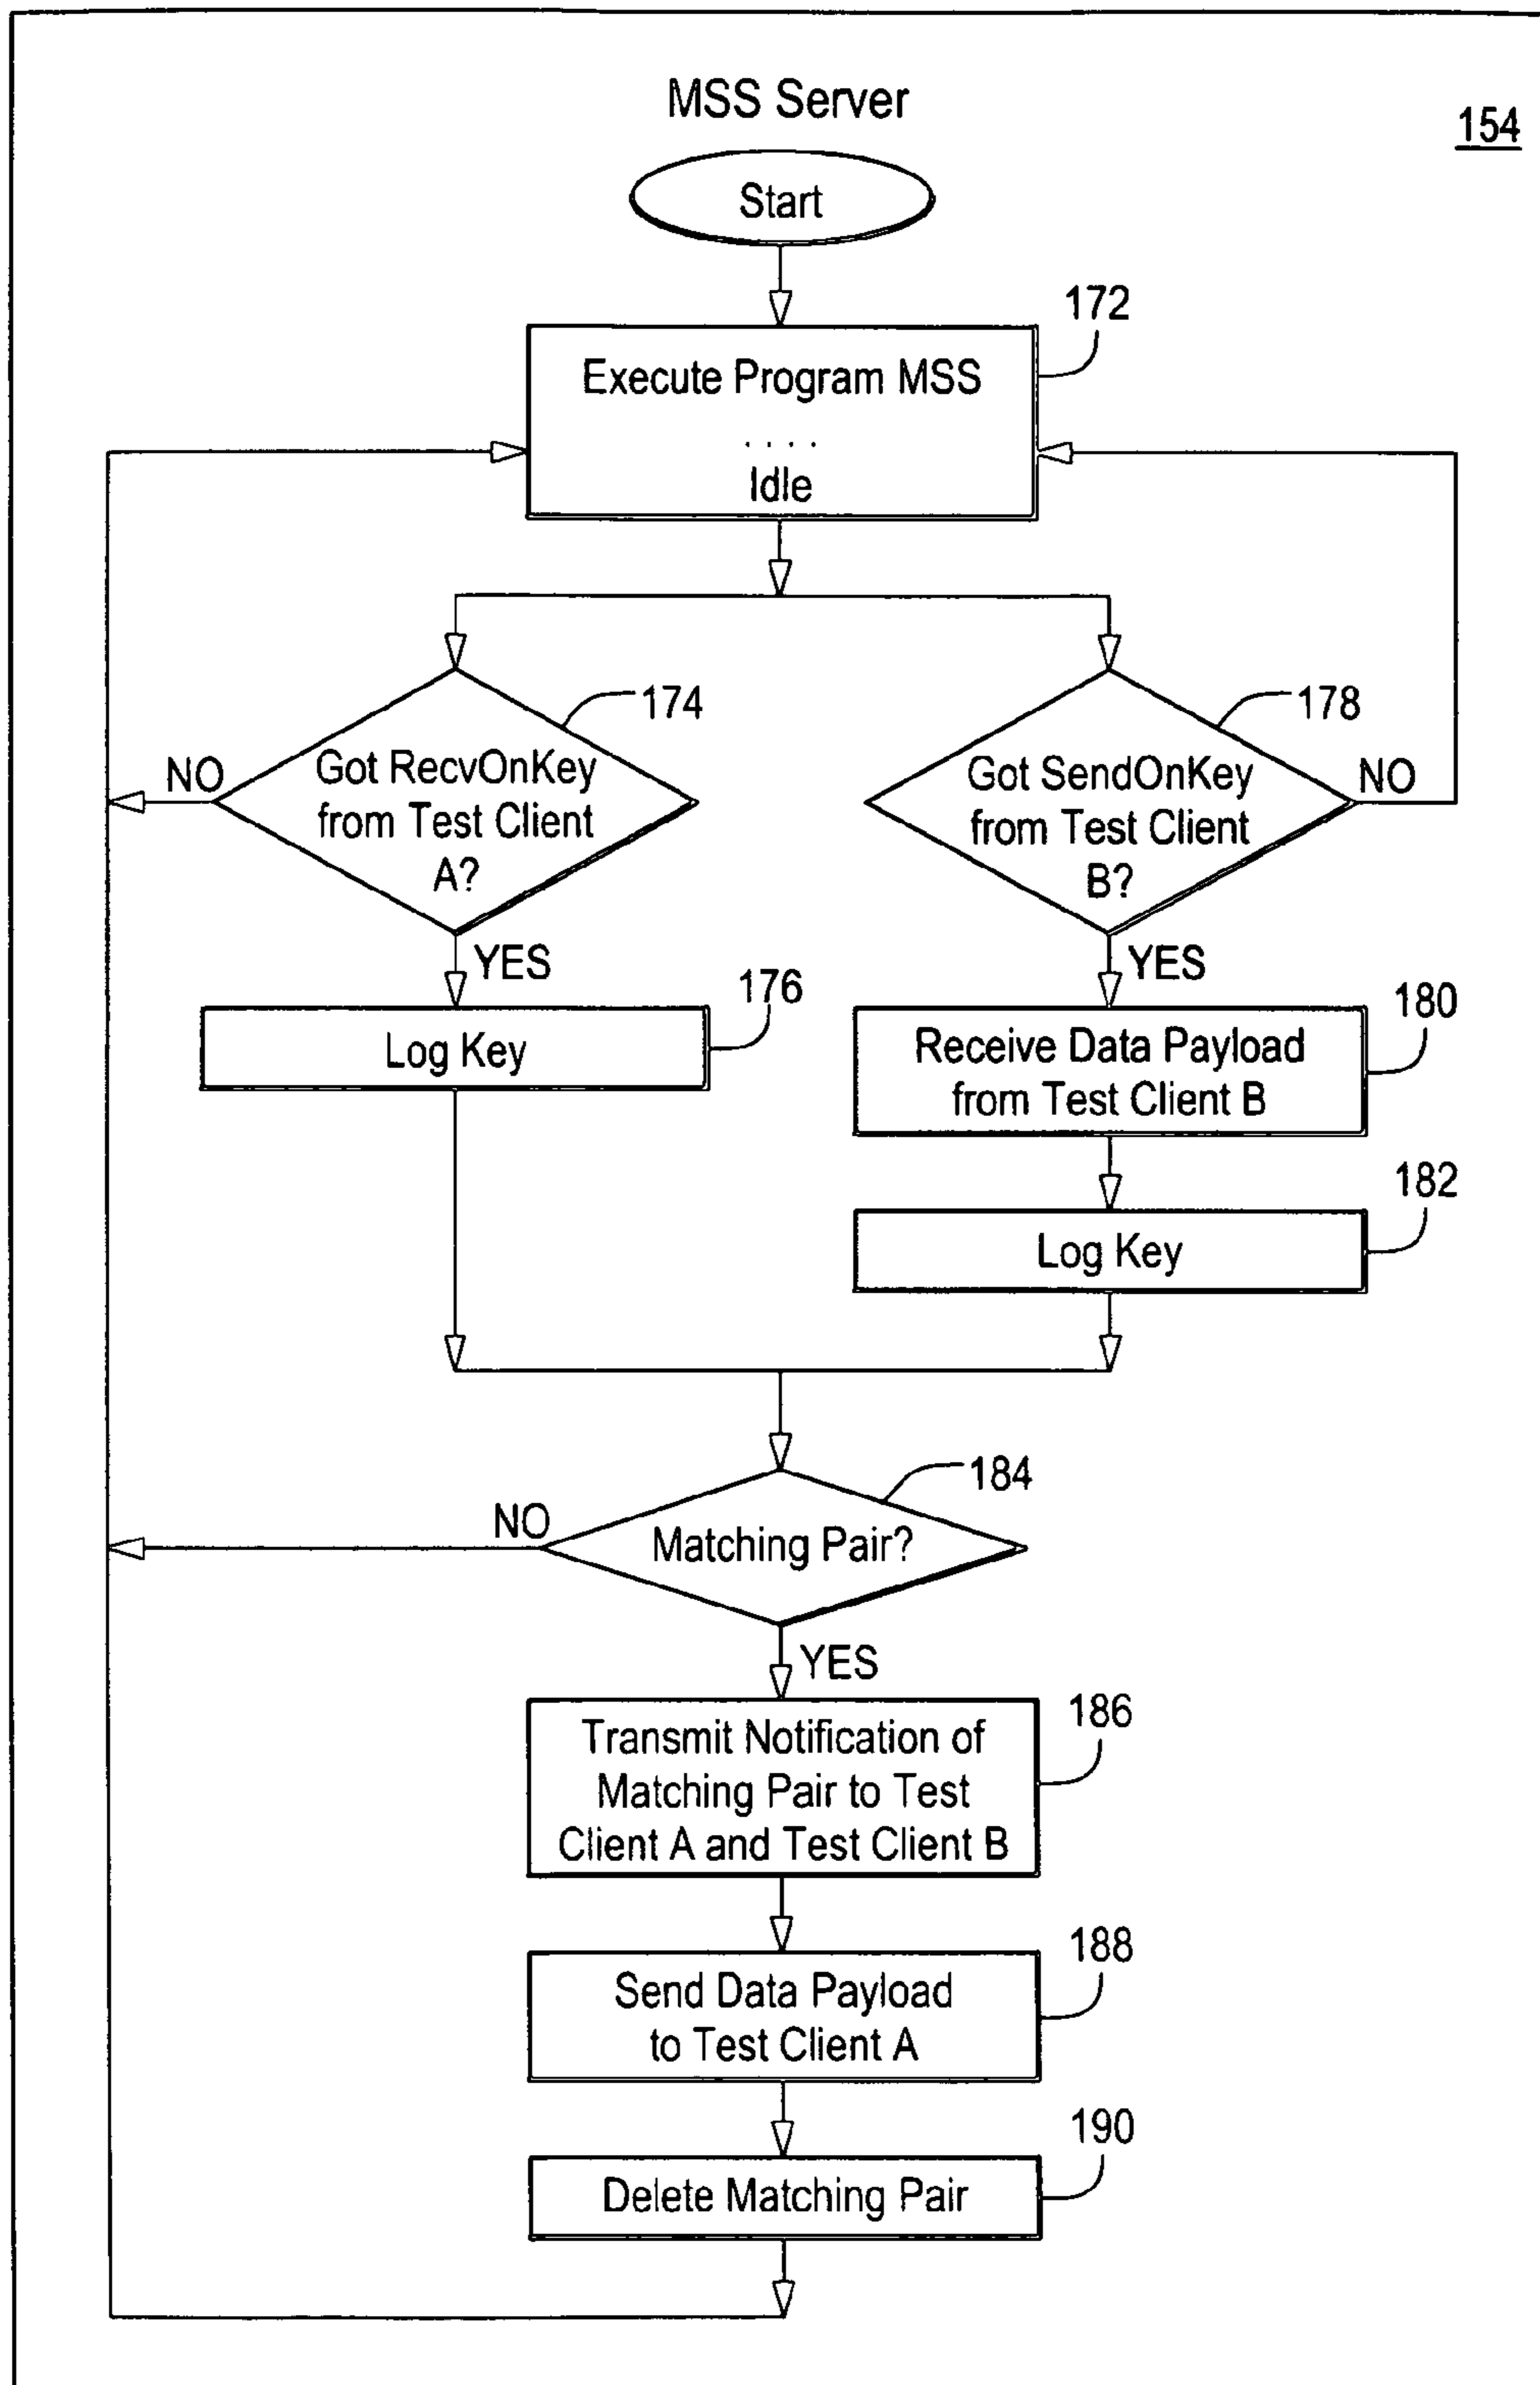 MSS Server
154
Start
172
Execute Program MSS
. . . .
Idle
174
178
NO
Got RecvOnKey
from Test Client
A?
Got SendOnKey
from Test Client
B?
NO
YES
YES
176
Log Key
180
Receive Data Payload
from Test Client B
182
Log Key
184
NO
Matching Pair?
YES
186
Transmit Notification of
Matching Pair to Test
Client A and Test Client B
188
Send Data Payload
to Test Client A
190
Delete Matching Pair